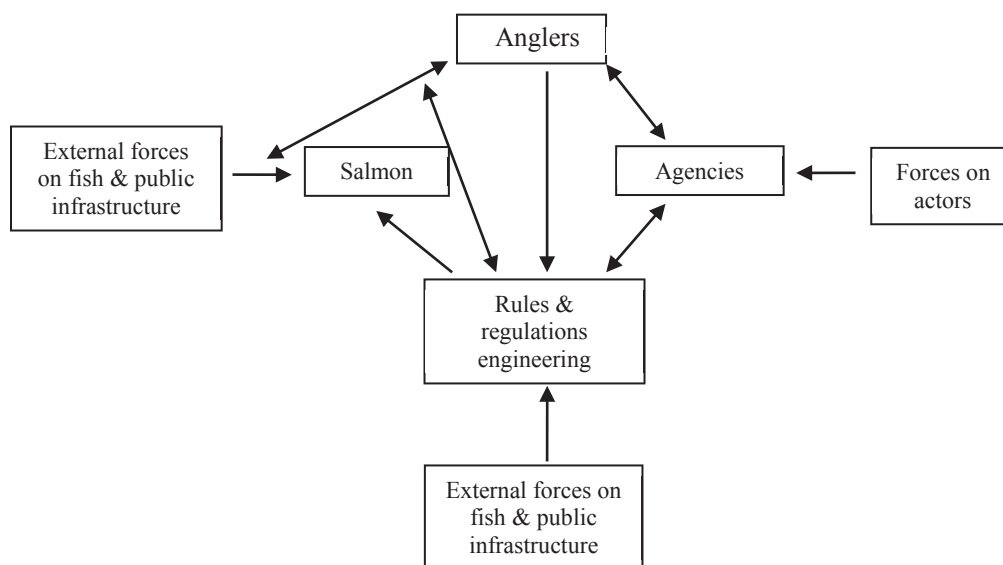 Anglers
External forces
on fish & public
infrastructure
Salmon
Agencies
Forces on
actors
Rules &
regulations
engineering
External forces on
fish & public
infrastructure